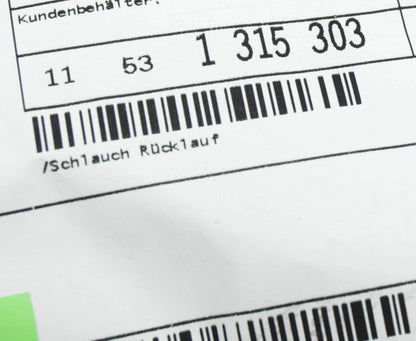 Kundenbehälter:
11 53 1 315 303
/Schlauch Rücklauf